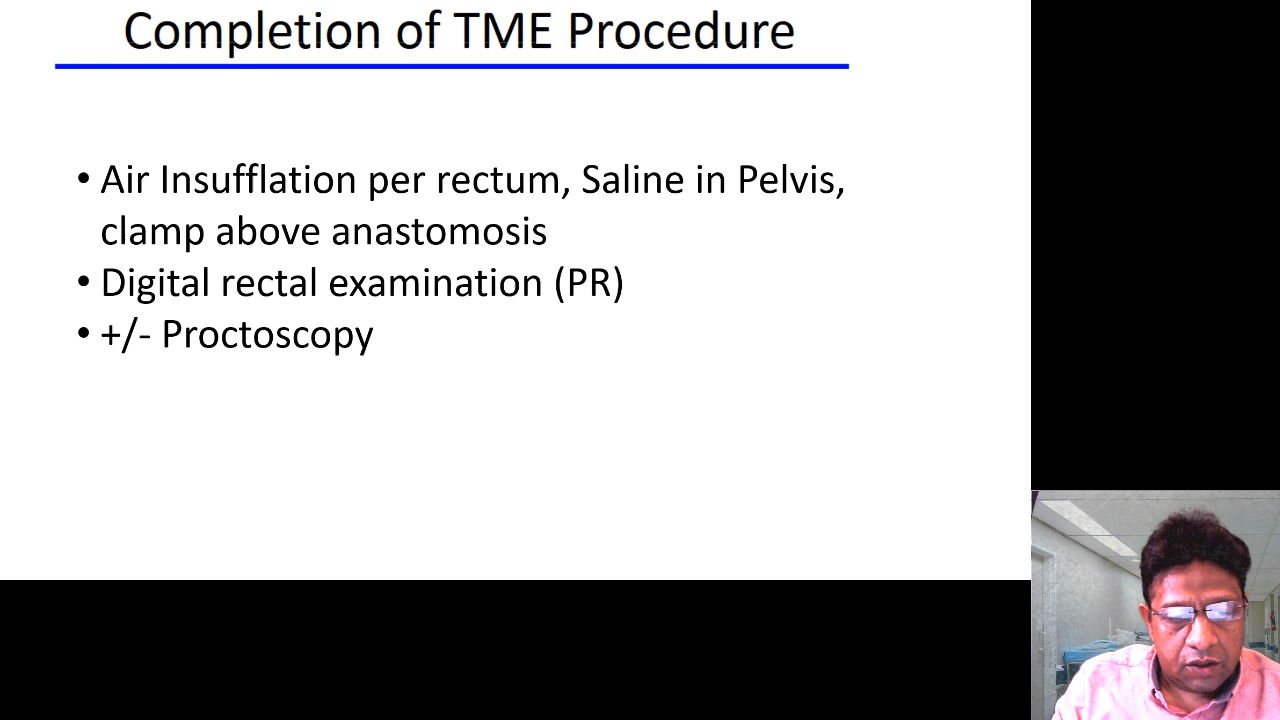 Completion of TME Procedure
• Air Insufflation per rectum, Saline in Pelvis,
clamp above anastomosis
• Digital rectal examination (PR)
• +/- Proctoscopy